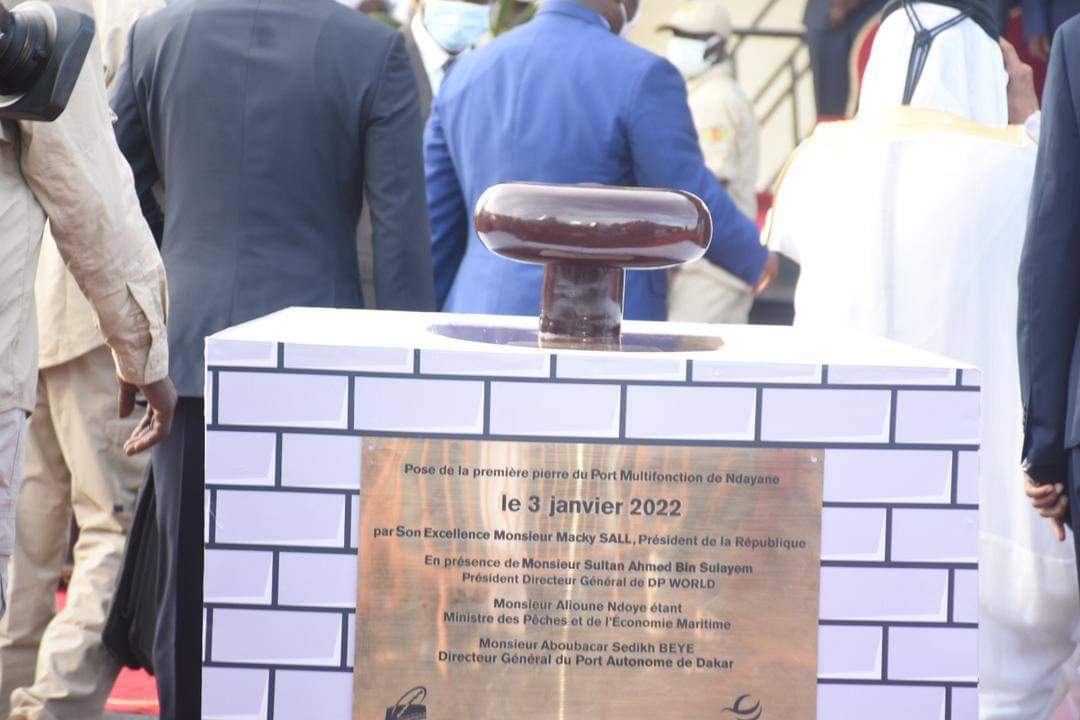 Pose de la première pierre du Port Multifonction de Ndayane
le 3 janvier 2022
par Son Excellence Monsieur Macky SALL, Président de la République
En présence de Monsieur Sultan Ahmed Bin Sulayem
Président Directeur Général de DP WORLD
Monsieur Alioune Ndoye étant
Ministre des Pêches et de l'Économie Maritime
Monsieur Aboubacar Sedikh BEYE
Directeur Général du Port Autonome de Dakar